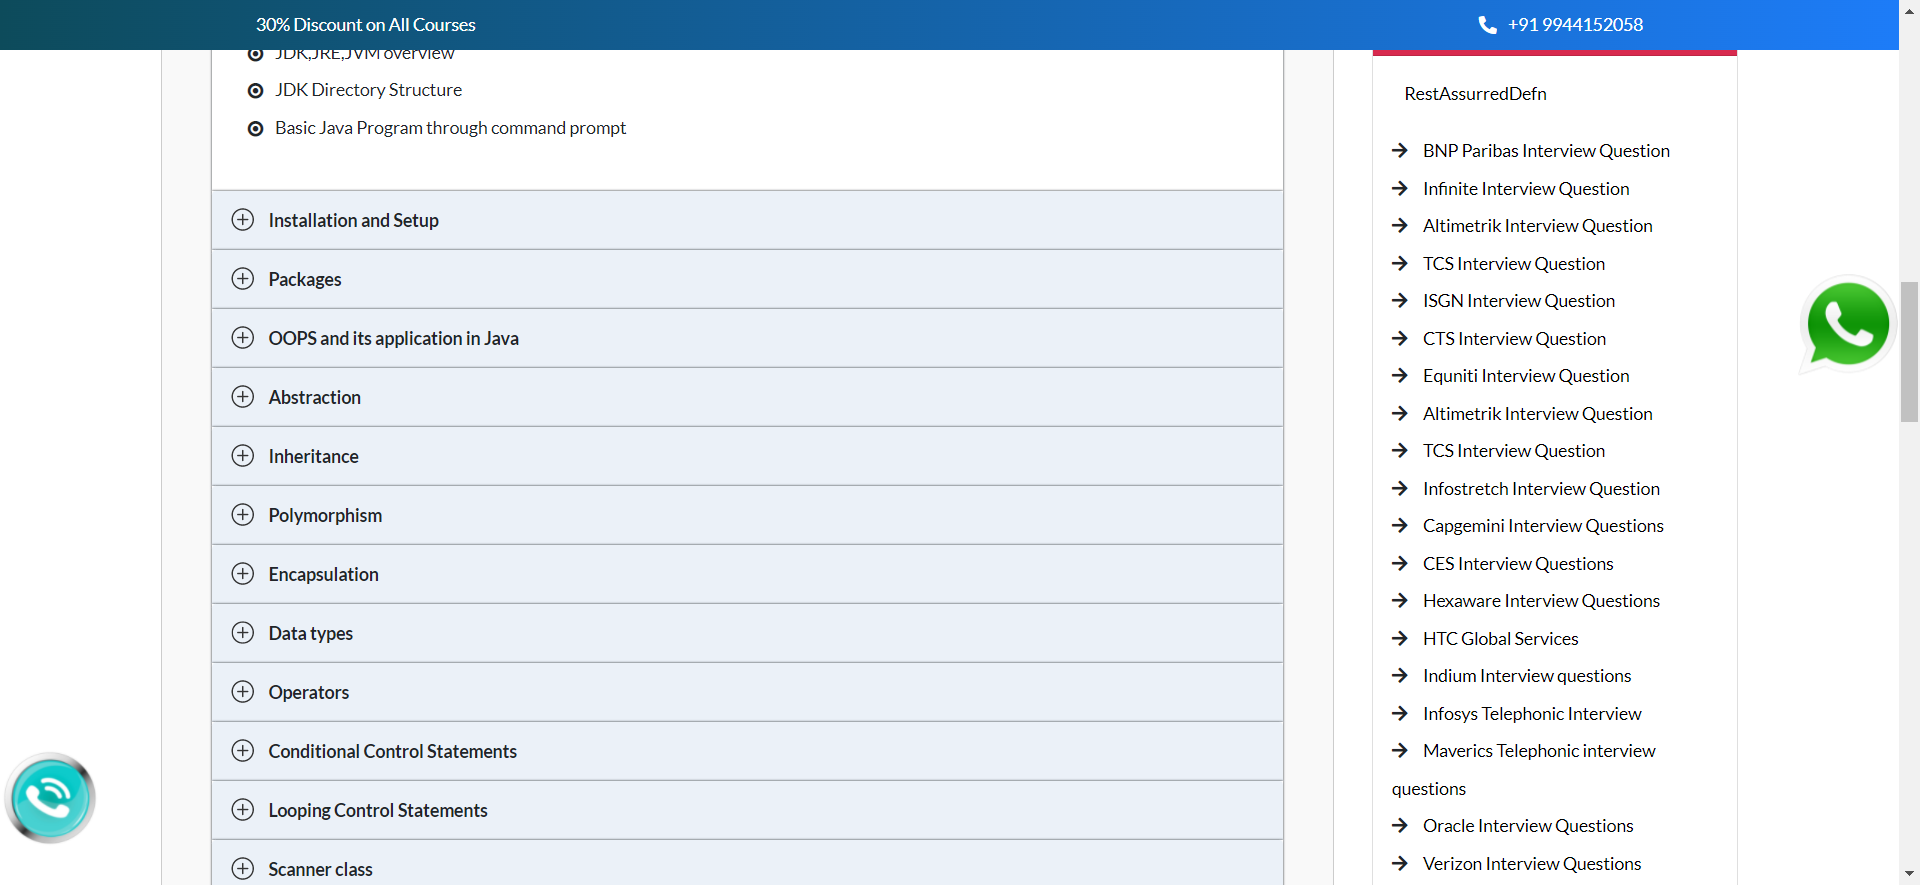 30% Discount on All Courses
+91 9944152058
JDK,JRE,JVM overview
JDK Directory Structure
Basic Java Program through command prompt
Installation and Setup
Packages
OOPS and its application in Java
Abstraction
Inheritance
Polymorphism
Encapsulation
Data types
Operators
Conditional Control Statements
Looping Control Statements
Scanner class
RestAssurredDefn
BNP Paribas Interview Question
Infinite Interview Question
Altimetrik Interview Question
TCS Interview Question
ISGN Interview Question
CTS Interview Question
Equniti Interview Question
Altimetrik Interview Question
TCS Interview Question
Infostretch Interview Question
Capgemini Interview Questions
CES Interview Questions
Hexaware Interview Questions
HTC Global Services
Indium Interview questions
Infosys Telephonic Interview
Maverics Telephonic interview
questions
Oracle Interview Questions
Verizon Interview Questions